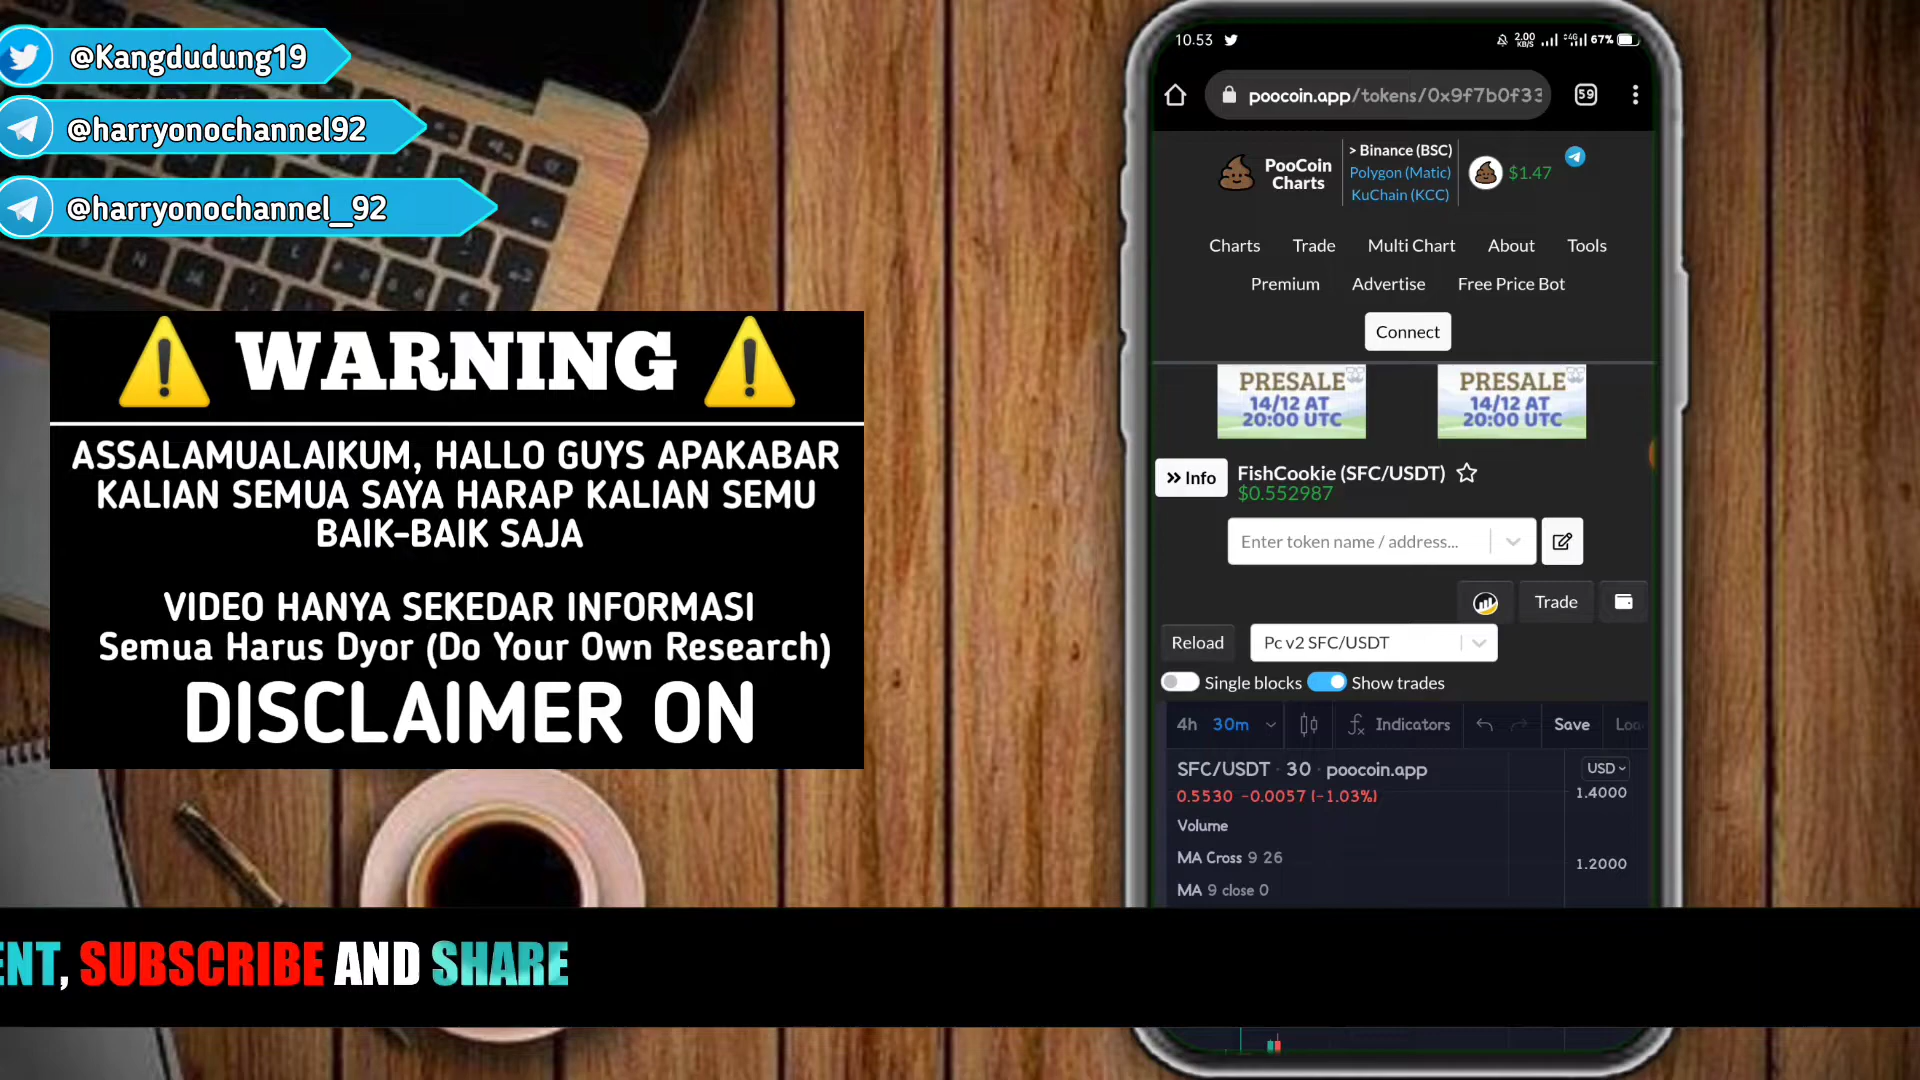 @Kangdudung19
@harryonochannel92
@harryonochannel_92
WARNING
ASSALAMUALAIKUM, HALLO GUYS APAKABAR
KALIAN SEMUA SAYA HARAP KALIAN SEMU
BAIK-BAIK SAJA
VIDEO HANYA SEKEDAR INFORMASI
Semua Harus Dyor (Do Your Own Research)
DISCLAIMER ON
10.53
2.00
KB/S
4G
67%
poocoin.app/tokens/0x9f7b0f33
59
PooCoin
Charts
> Binance (BSC)
Polygon (Matic)
KuChain (KCC)
$1.47
Charts Trade Multi Chart About Tools
Premium Advertise Free Price Bot
Connect
PRESALE
14/12 AT
20:00 UTC
PRESALE
14/12 AT
20:00 UTC
» Info
FishCookie (SFC/USDT)
$0.552987
Enter token name / address...
Trade
Reload
Pc v2 SFC/USDT
Single blocks Show trades
4h 30m Indicators Save Loa
SFC/USDT · 30 · poocoin.app
USD
0.5530 −0.0057 (−1.03%)
1.4000
Volume
MA Cross 9 26
1.2000
MA 9 close 0
ENT, SUBSCRIBE AND SHARE